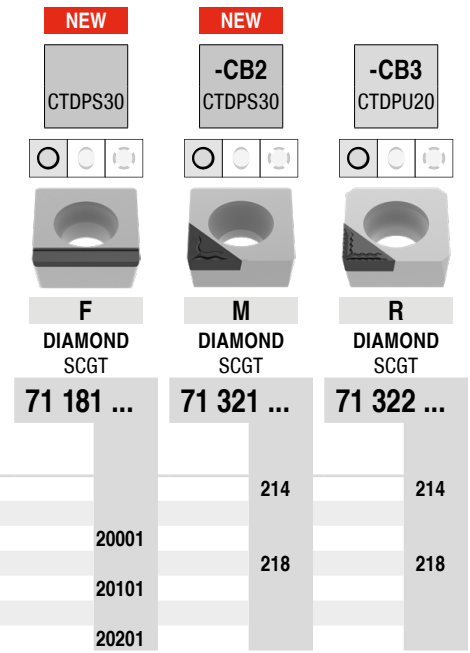 NEW NEW
-CB2 -CB3
CTDPS30 CTDPS30 CTDPU20
F M R
DIAMOND DIAMOND DIAMOND
SCGT SCGT SCGT
71 181 ... 71 321 ... 71 322 ...
214 214
20001
218 218
20101
20201